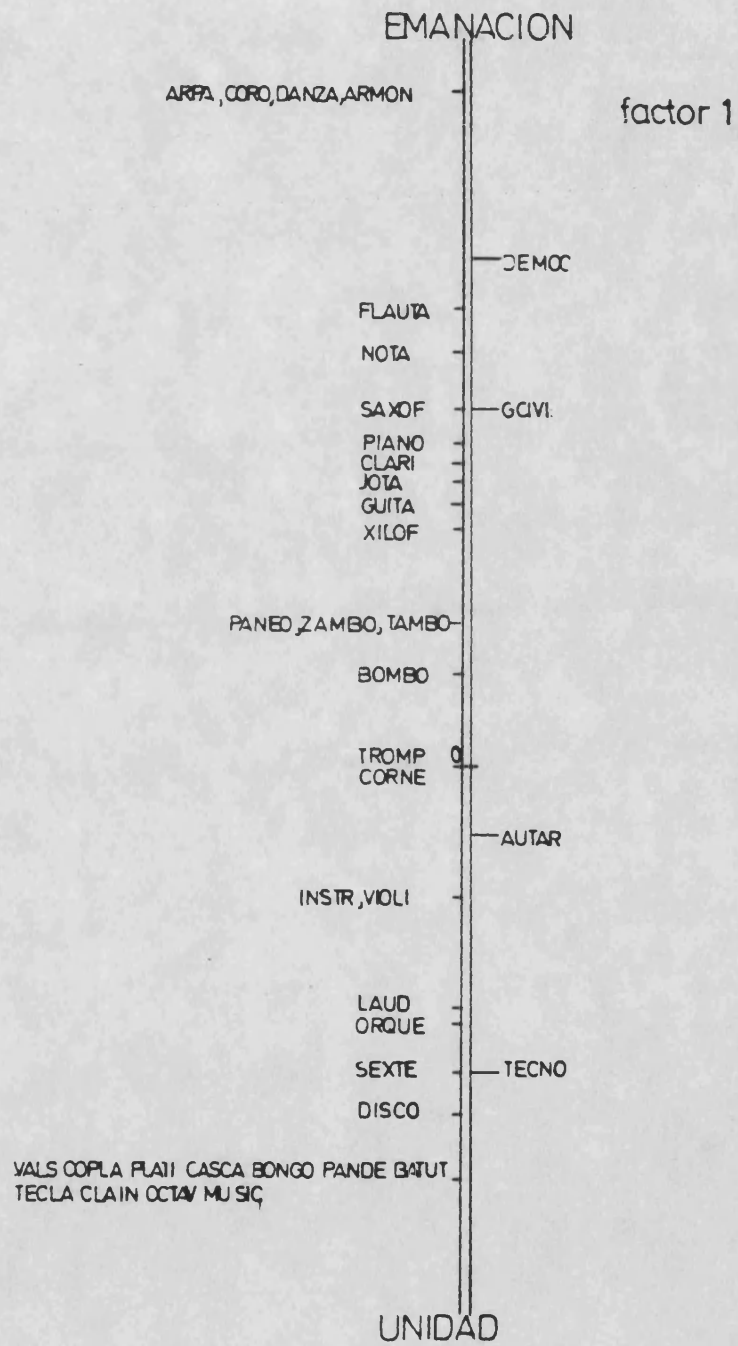 EMANACION
ARPA, CORO, DANZA, ARMON
factor 1
DEMOC
FLAUTA
NOTA
SAXOF
GCIVI.
PIANO
CLARI
JOTA
GUITA
XILOF
PANEO, ZAMBO, TAMBO
BOMBO
TROMP
0
CORNE
AUTAR
INSTR, VIOLI
LAUD
ORQUE
SEXTE
TECNO
DISCO
VALS COPLA PLATI CASCA BONGO PANDE BATUT
TECLA CLAIN OCTAV MUSIC,
UNIDAD